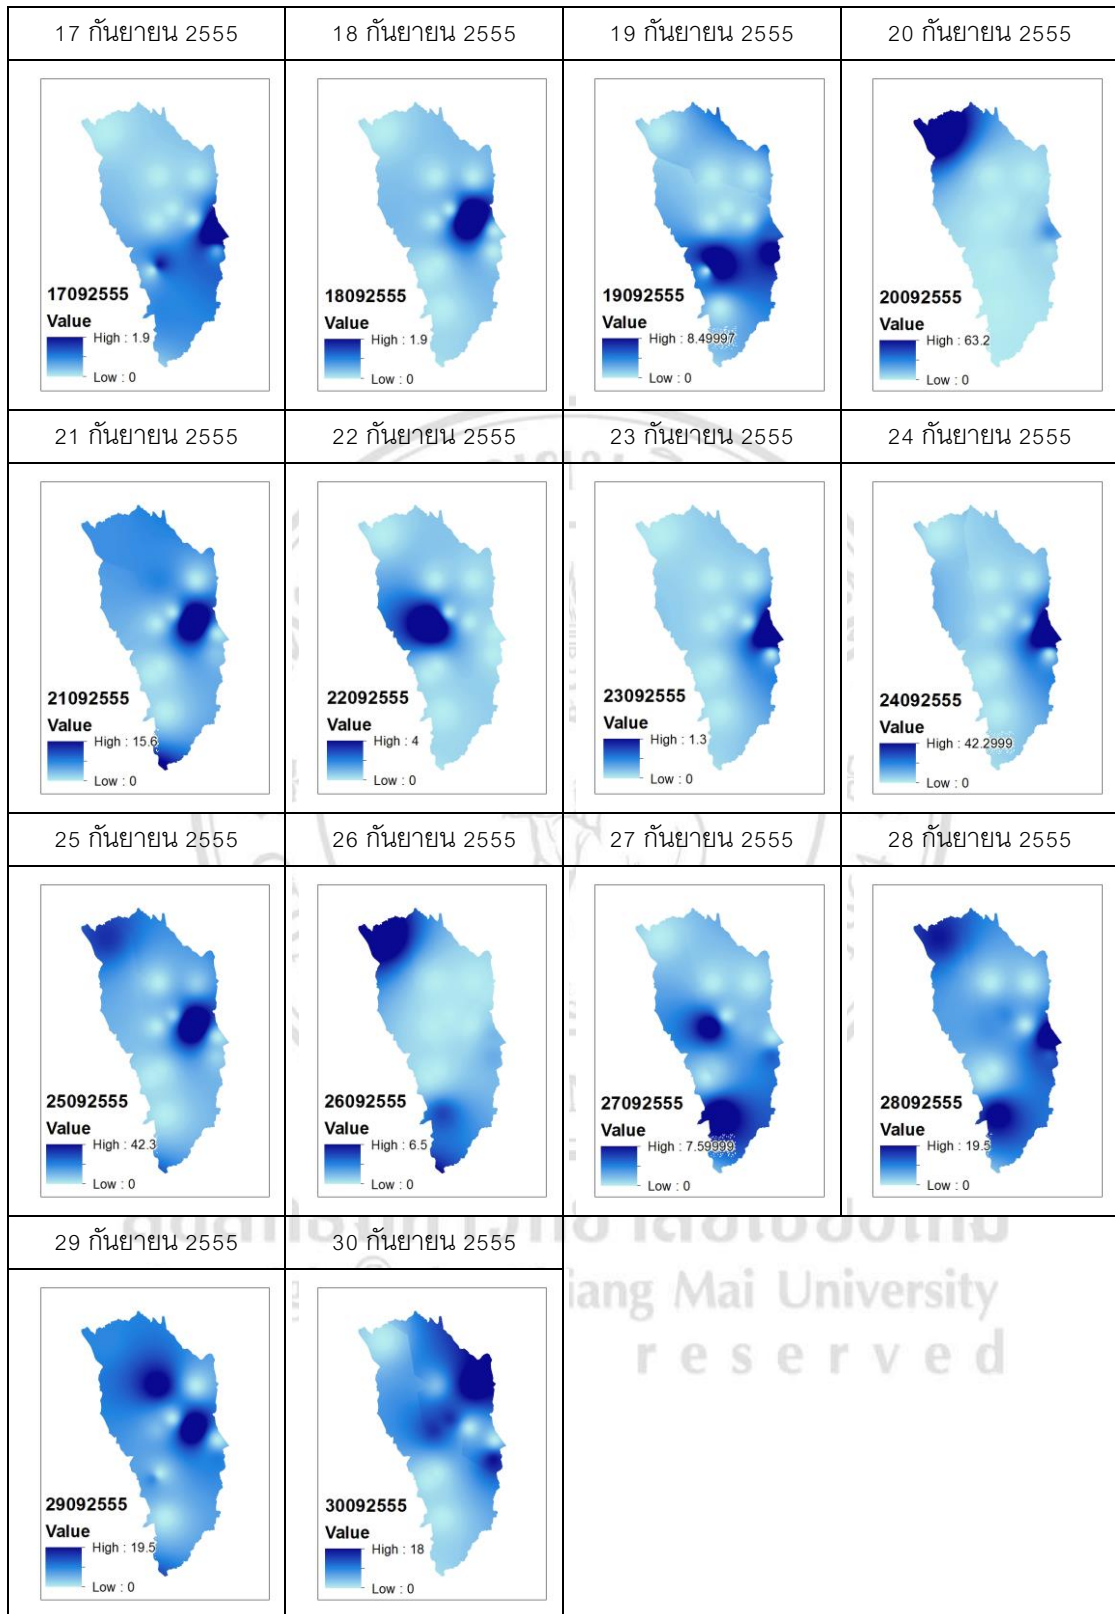 17 กันยายน 2555
18 กันยายน 2555
19 กันยายน 2555
20 กันยายน 2555
17092555
Value
High : 1.9
Low : 0
18092555
Value
High : 1.9
Low : 0
19092555
Value
High : 8.49997
Low : 0
20092555
Value
High : 63.2
Low : 0
21 กันยายน 2555
22 กันยายน 2555
23 กันยายน 2555
24 กันยายน 2555
21092555
Value
High : 15.6
Low : 0
22092555
Value
High : 4
Low : 0
23092555
Value
High : 1.3
Low : 0
24092555
Value
High : 42.2999
Low : 0
25 กันยายน 2555
26 กันยายน 2555
27 กันยายน 2555
28 กันยายน 2555
25092555
Value
High : 42.3
Low : 0
26092555
Value
High : 6.5
Low : 0
27092555
Value
High : 7.59999
Low : 0
28092555
Value
High : 19.5
Low : 0
29 กันยายน 2555
30 กันยายน 2555
iang Mai University
reserved
29092555
Value
High : 19.5
Low : 0
30092555
Value
High : 18
Low : 0